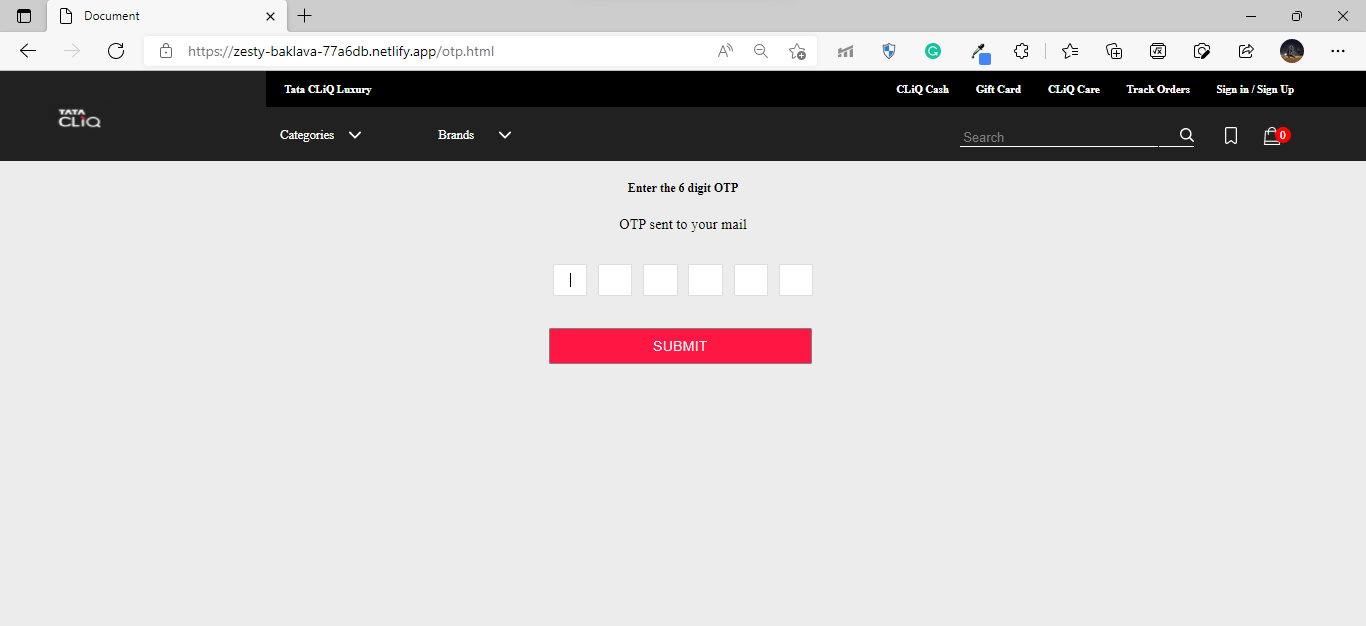 Document
https://zesty-baklava-77a6db.netlify.app/otp.html
Tata CLiQ Luxury
CLiQ Cash
Gift Card
CLiQ Care
Track Orders
Sign in / Sign Up
TATA
CLiQ
Categories
Brands
Search
0
Enter the 6 digit OTP
OTP sent to your mail
SUBMIT